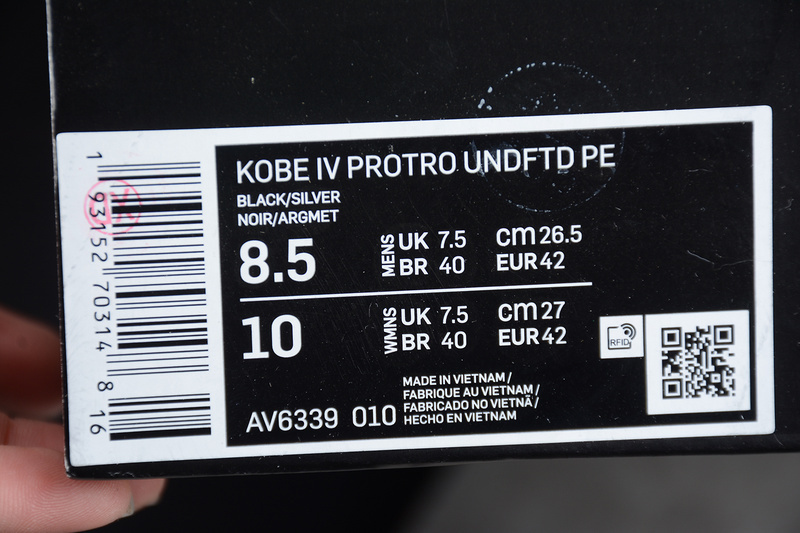 KOBE IV PROTRO UNDFTD PE
BLACK/SILVER
NOIR/ARGMET
8.5 MENS UK 7.5 cm 26.5
BR 40 EUR 42
10 WMNS UK 7.5 cm 27
BR 40 EUR 42
RFID
MADE IN VIETNAM /
FABRIQUE AU VIETNAM /
FABRICADO NO VIETNÃ /
HECHO EN VIETNAM
AV6339 010
1 93152 70314 8 16